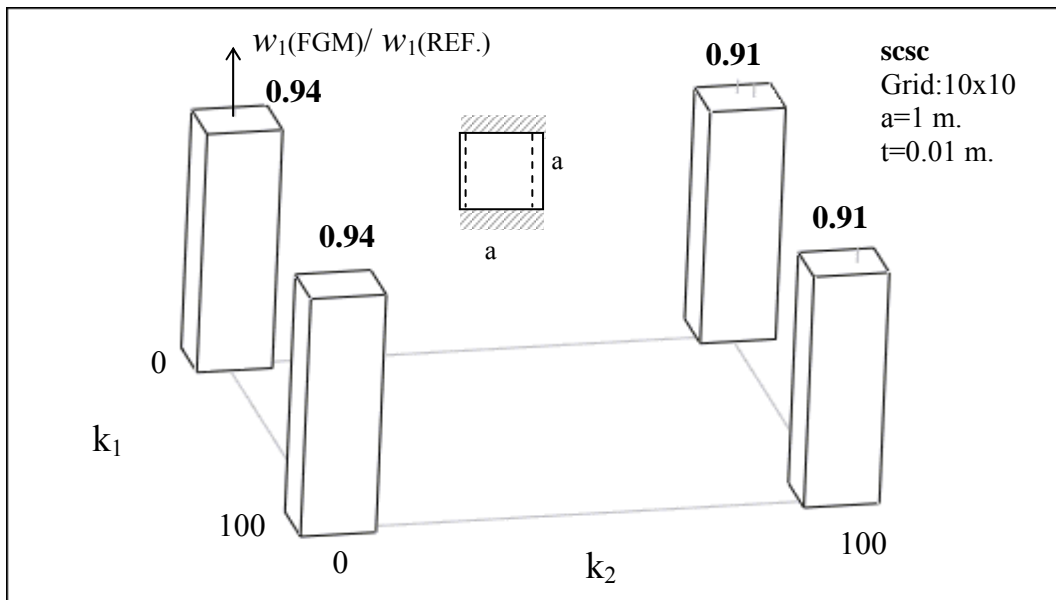 w₁(FGM)/ w₁(REF.)
0.94
0.91
scsc
Grid:10x10
a=1 m.
t=0.01 m.
a
a
0.94
0.91
0
k₁
100
0
k₂
100